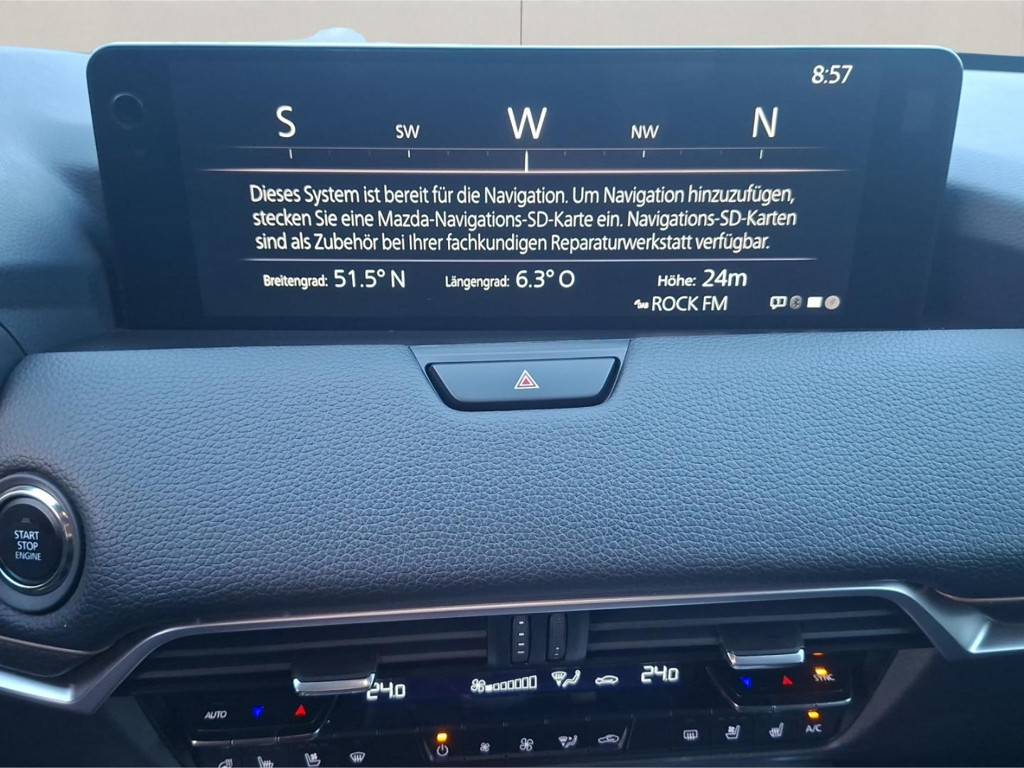 8:57
S SW W NW N
Dieses System ist bereit für die Navigation. Um Navigation hinzuzufügen,
stecken Sie eine Mazda-Navigations-SD-Karte ein. Navigations-SD-Karten
sind als Zubehör bei Ihrer fachkundigen Reparaturwerkstatt verfügbar.
Breitengrad: 51.5° N Längengrad: 6.3° O Höhe: 24m
ROCK FM
START
STOP
ENGINE
24.0 24.0
AUTO SYNC
A/C